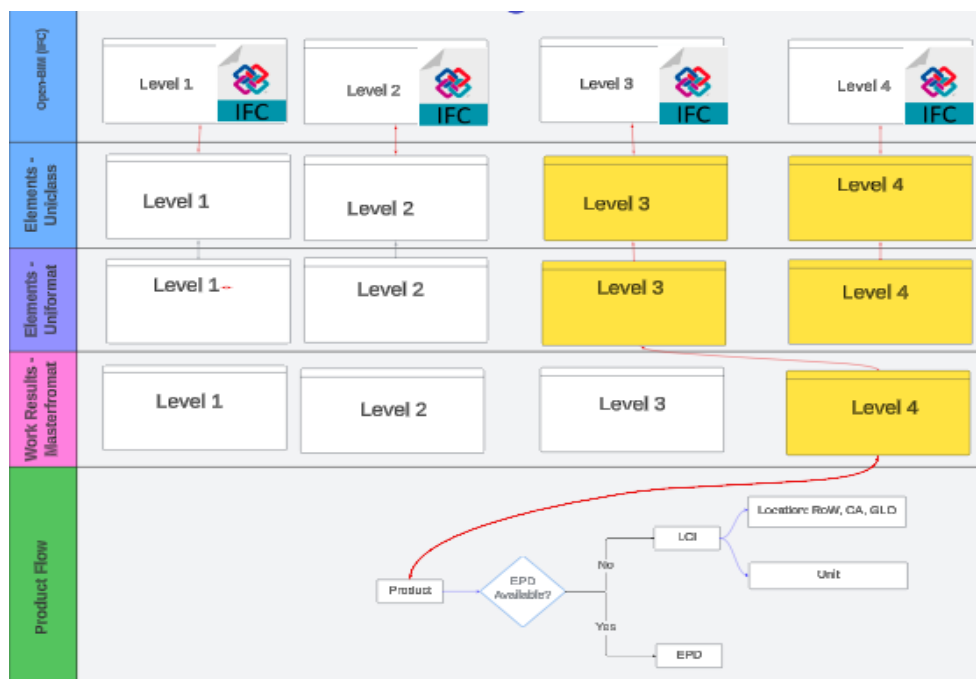 Open-BIM (IFC)
Level 1
IFC
Level 2
IFC
Level 3
IFC
Level 4
IFC
Elements -
Uniclass
Level 1
Level 2
Level 3
Level 4
Elements -
Uniformat
Level 1
Level 2
Level 3
Level 4
Work Results -
Masterfromat
Level 1
Level 2
Level 3
Level 4
Product Flow
Product
EPD
Available?
No
Yes
LCI
Location: RoW, CA, GLO
Unit
EPD